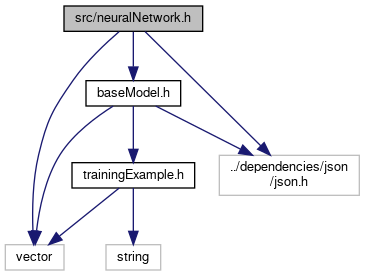 src/neuralNetwork.h
baseModel.h
trainingExample.h
../dependencies/json
/json.h
vector
string